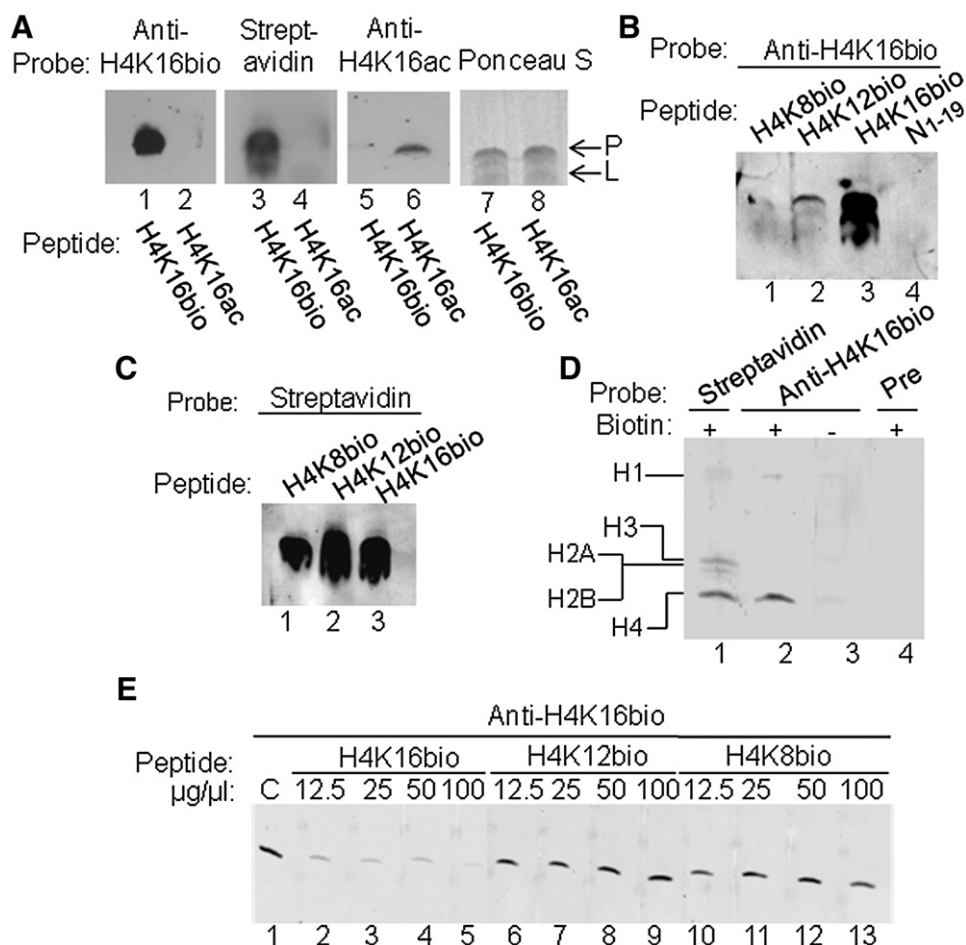 A
Anti- Strept- Anti-
Probe: H4K16bio avidin H4K16ac Ponceau S
P
L
1 2 3 4 5 6 7 8
Peptide: H4K16bio H4K16ac H4K16bio H4K16ac H4K16bio H4K16ac H4K16bio H4K16ac
B
Probe: Anti-H4K16bio
Peptide: H4K8bio H4K12bio H4K16bio N1-19
1 2 3 4
C
Probe: Streptavidin
Peptide: H4K8bio H4K12bio H4K16bio
1 2 3
D
Probe: Streptavidin Anti-H4K16bio Pre
Biotin: + + - +
H1
H3
H2A
H2B
H4
1 2 3 4
E
Anti-H4K16bio
Peptide: H4K16bio H4K12bio H4K8bio
µg/µl: C 12.5 25 50 100 12.5 25 50 100 12.5 25 50 100
1 2 3 4 5 6 7 8 9 10 11 12 13